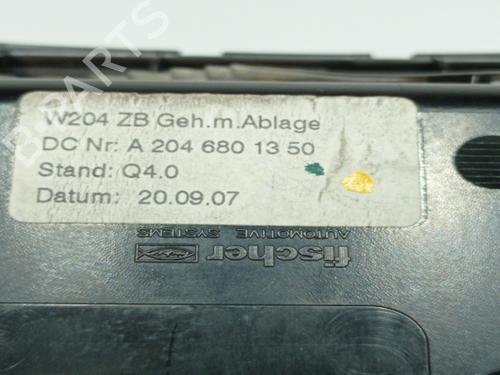 W204 ZB Geh.m.Ablage
DC Nr: A 204 680 13 50
Stand: Q4.0
Datum: 20.09.07
fischer
AUTOMOTIVE
SYSTEMS
B PARTS